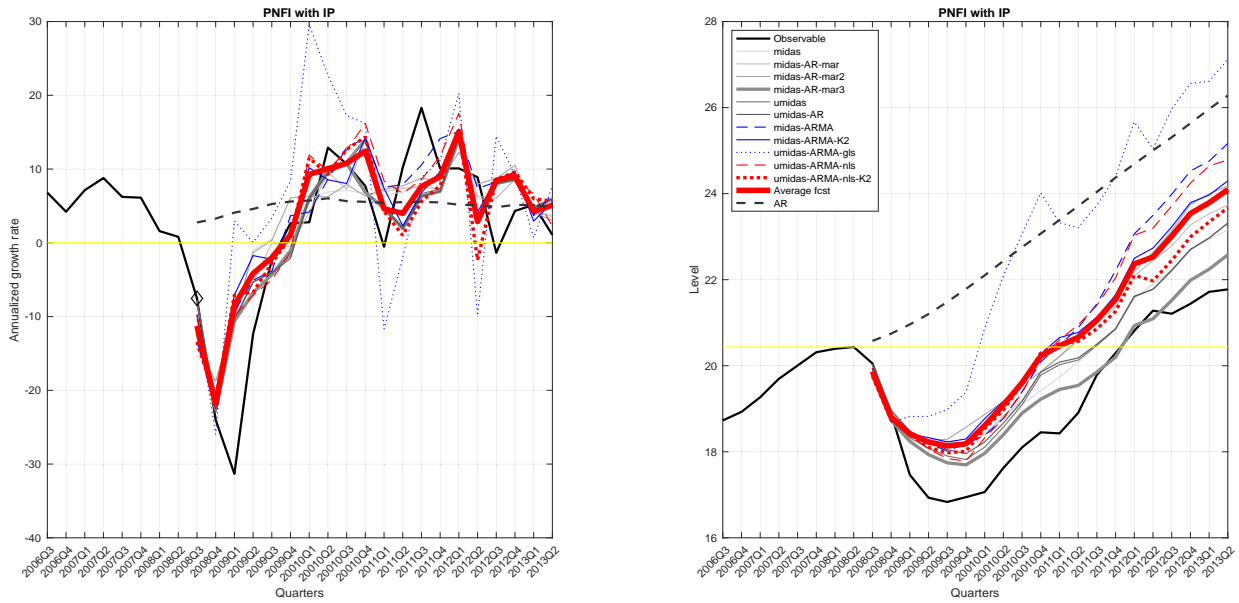 PNFI with IP
30
20
10
0
-10
-20
-30
-40
Annualized growth rate
2006Q3
2006Q4
2007Q1
2007Q2
2007Q3
2007Q4
2008Q1
2008Q2
2008Q3
2008Q4
2009Q1
2009Q2
2009Q3
2009Q4
2010Q1
2010Q2
2010Q3
2010Q4
2011Q1
2011Q2
2011Q3
2011Q4
2012Q1
2012Q2
2012Q3
2012Q4
2013Q1
2013Q2
Quarters
PNFI with IP
28
26
24
22
20
18
16
Level
Observable
midas
midas-AR-mar
midas-AR-mar2
midas-AR-mar3
umidas
umidas-AR
midas-ARMA
midas-ARMA-K2
umidas-ARMA-gls
umidas-ARMA-nls
umidas-ARMA-nls-K2
Average fcst
AR
2006Q3
2006Q4
2007Q1
2007Q2
2007Q3
2007Q4
2008Q1
2008Q2
2008Q3
2008Q4
2009Q1
2009Q2
2009Q3
2009Q4
2010Q1
2010Q2
2010Q3
2010Q4
2011Q1
2011Q2
2011Q3
2011Q4
2012Q1
2012Q2
2012Q3
2012Q4
2013Q1
2013Q2
Quarters